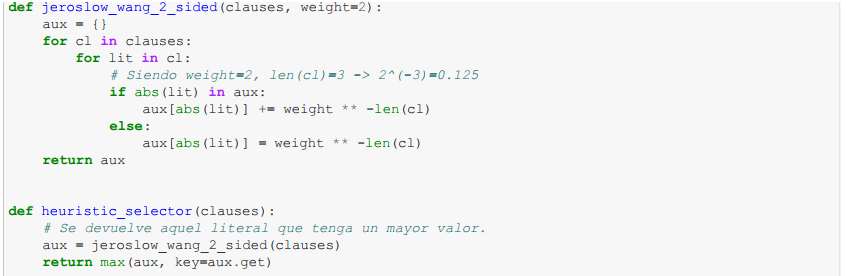 def jeroslow_wang_2_sided(clauses, weight=2):
    aux = {}
    for cl in clauses:
        for lit in cl:
            # Siendo weight=2, len(cl)=3 -> 2^(-3)=0.125
            if abs(lit) in aux:
                aux[abs(lit)] += weight ** -len(cl)
            else:
                aux[abs(lit)] = weight ** -len(cl)
    return aux
def heuristic_selector(clauses):
    # Se devuelve aquel literal que tenga un mayor valor.
    aux = jeroslow_wang_2_sided(clauses)
    return max(aux, key=aux.get)